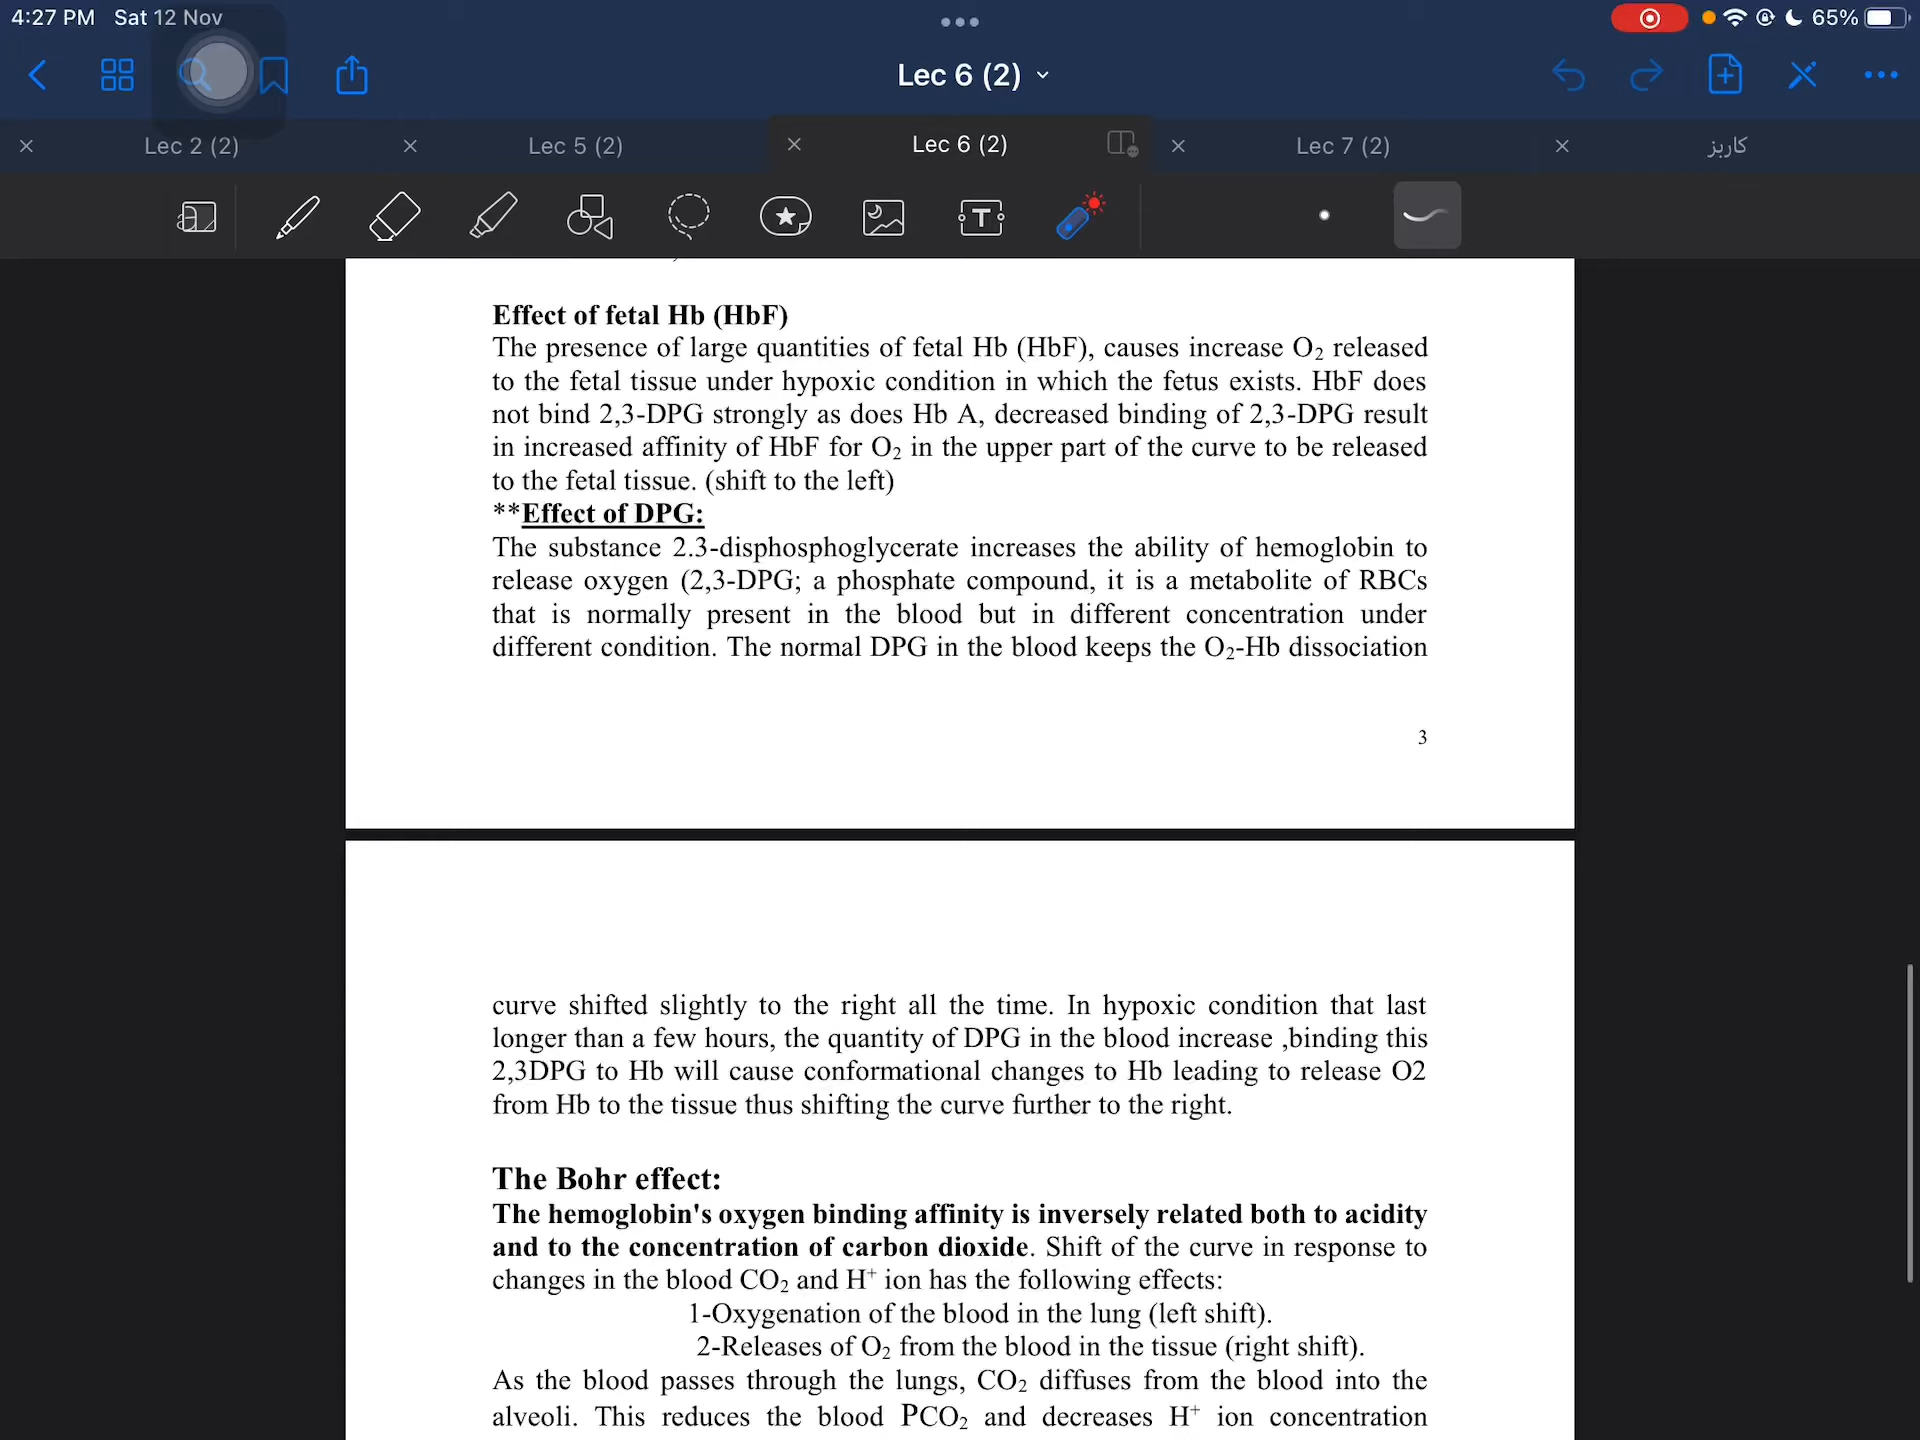 4:27 PM Sat 12 Nov
65%
Lec 6 (2)
Lec 2 (2)
Lec 5 (2)
Lec 6 (2)
Lec 7 (2)
كاربز
T
Effect of fetal Hb (HbF)
The presence of large quantities of fetal Hb (HbF), causes increase O₂ released
to the fetal tissue under hypoxic condition in which the fetus exists. HbF does
not bind 2,3-DPG strongly as does Hb A, decreased binding of 2,3-DPG result
in increased affinity of HbF for O₂ in the upper part of the curve to be released
to the fetal tissue. (shift to the left)
**Effect of DPG:
The substance 2.3-disphosphoglycerate increases the ability of hemoglobin to
release oxygen (2,3-DPG; a phosphate compound, it is a metabolite of RBCs
that is normally present in the blood but in different concentration under
different condition. The normal DPG in the blood keeps the O₂-Hb dissociation
3
curve shifted slightly to the right all the time. In hypoxic condition that last
longer than a few hours, the quantity of DPG in the blood increase ,binding this
2,3DPG to Hb will cause conformational changes to Hb leading to release O2
from Hb to the tissue thus shifting the curve further to the right.
The Bohr effect:
The hemoglobin's oxygen binding affinity is inversely related both to acidity
and to the concentration of carbon dioxide. Shift of the curve in response to
changes in the blood CO₂ and H⁺ ion has the following effects:
1-Oxygenation of the blood in the lung (left shift).
2-Releases of O₂ from the blood in the tissue (right shift).
As the blood passes through the lungs, CO₂ diffuses from the blood into the
alveoli. This reduces the blood PCO₂ and decreases H⁺ ion concentration